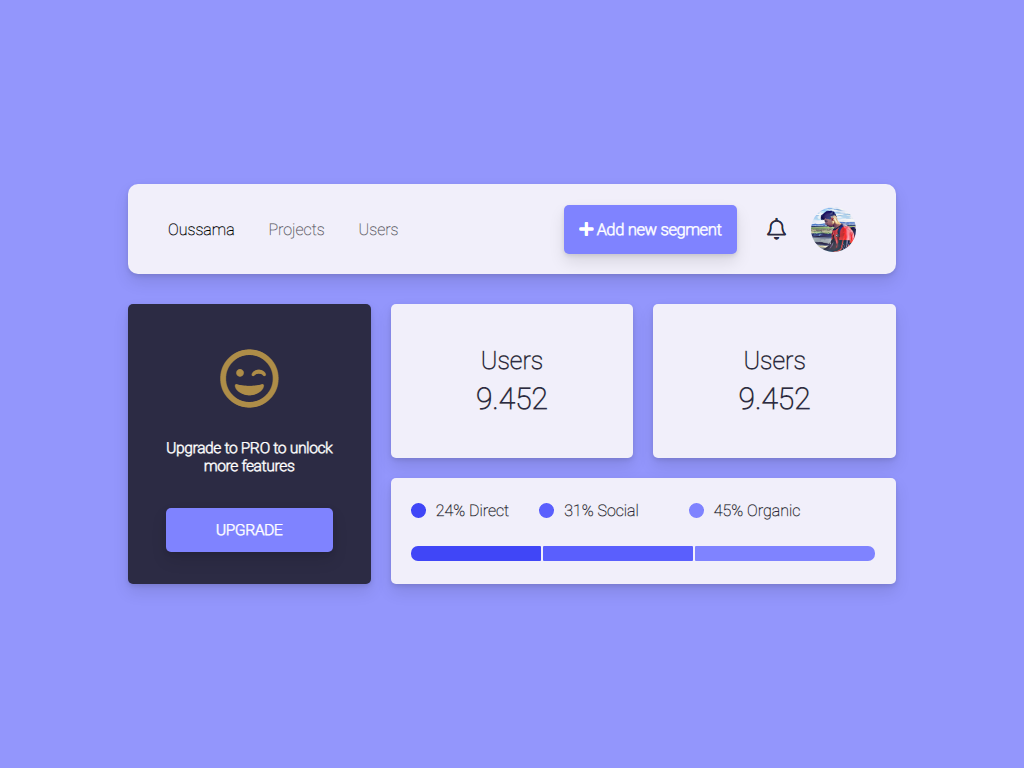 Oussama Projects Users Add new segment
Upgrade to PRO to unlock
more features
UPGRADE
Users
9.452
Users
9.452
24% Direct 31% Social 45% Organic